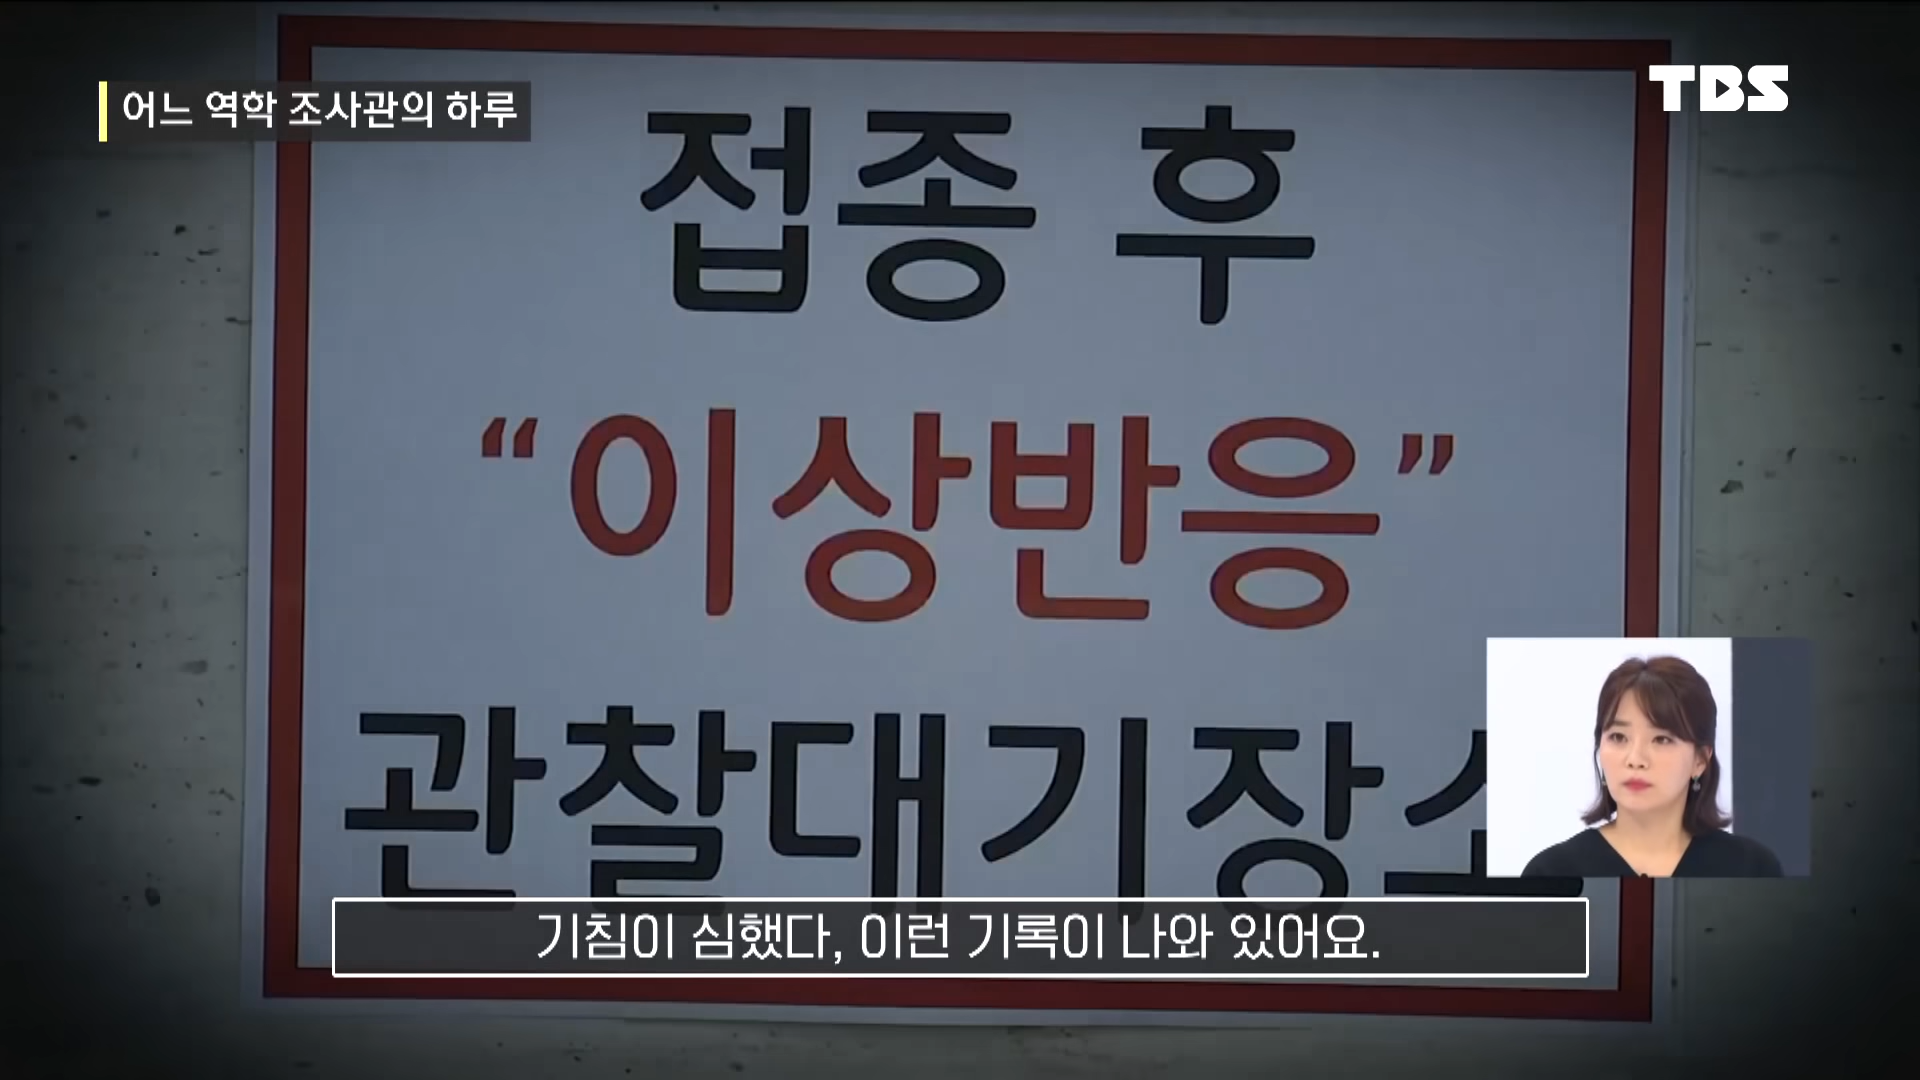 어느 역학 조사관의 하루
TBS
접종 후
“이상반응”
관찰대기장소
기침이 심했다, 이런 기록이 나와 있어요.